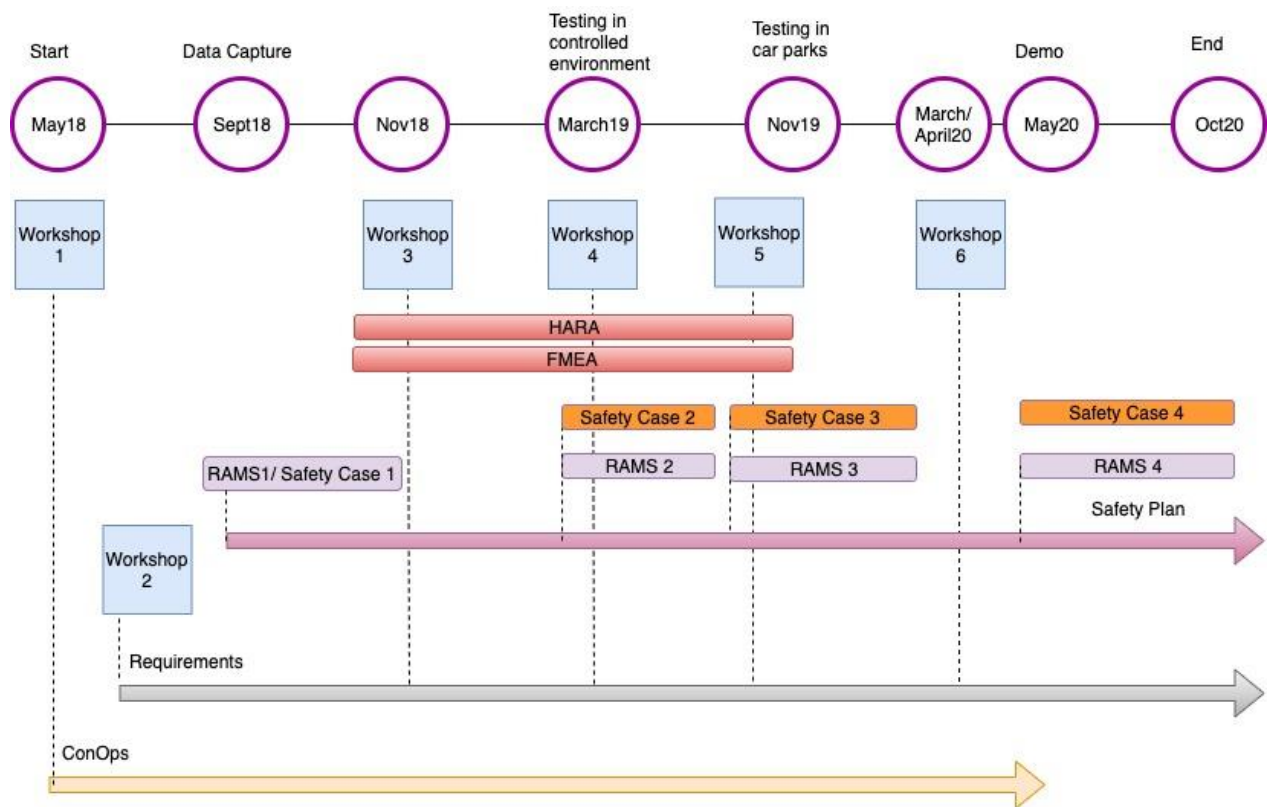 Start
Data Capture
Testing in
controlled
environment
Testing in
car parks
Demo
End
May18
Sept18
Nov18
March19
Nov19
March/
April20
May20
Oct20
Workshop
1
Workshop
3
Workshop
4
Workshop
5
Workshop
6
HARA
FMEA
Safety Case 2
Safety Case 3
Safety Case 4
RAMS1/ Safety Case 1
RAMS 2
RAMS 3
RAMS 4
Safety Plan
Workshop
2
Requirements
ConOps